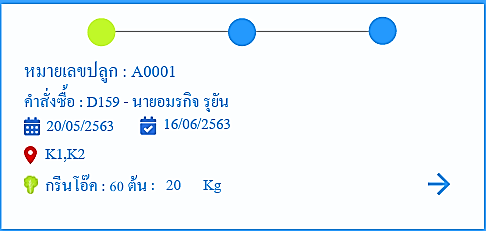 หมายเลขปลูก : A0001
คำสั่งซื้อ : D159 - นายอมรกิจ รุยัน
20/05/2563 16/06/2563
K1,K2
กรีนโอ๊ค : 60 ต้น : 20 Kg